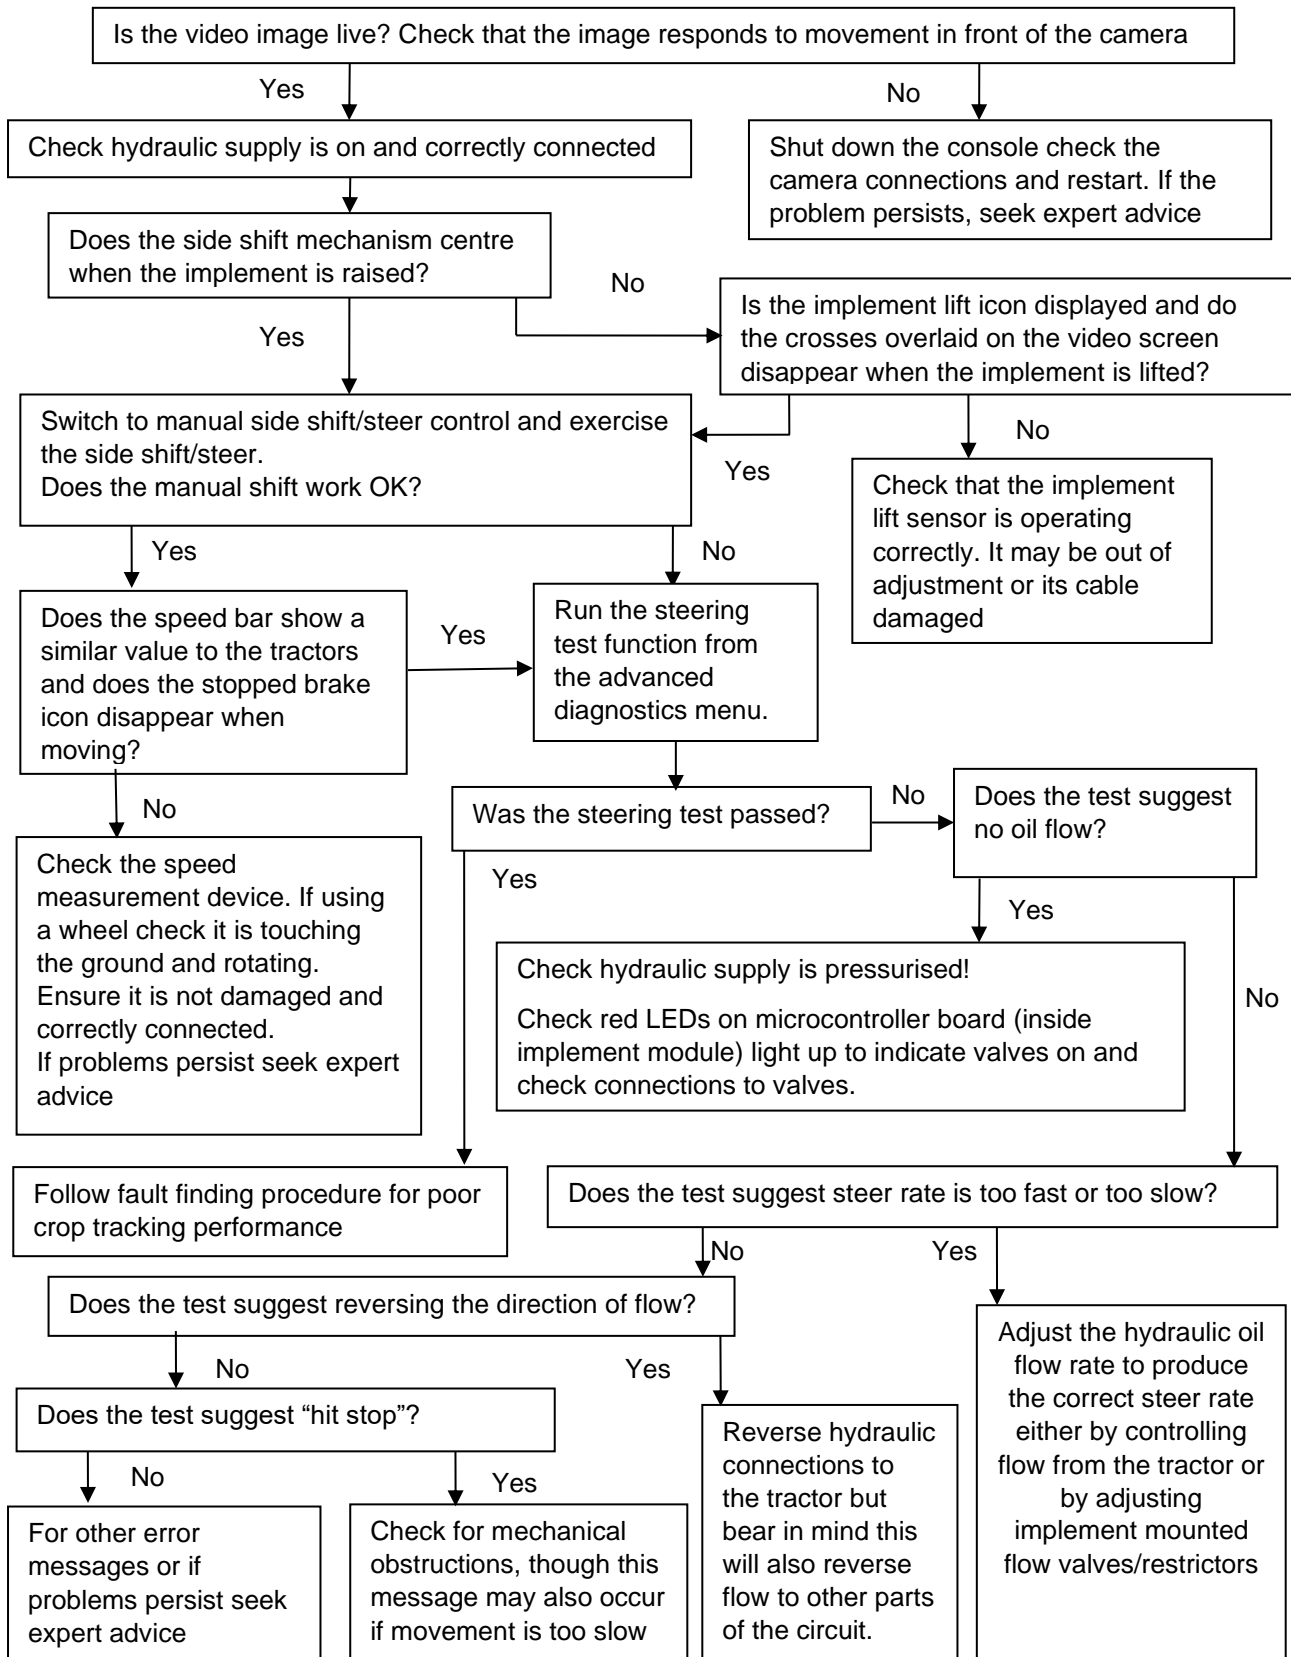 Is the video image live? Check that the image responds to movement in front of the camera
Yes
No
Check hydraulic supply is on and correctly connected
Shut down the console check the
camera connections and restart. If the
problem persists, seek expert advice
Does the side shift mechanism centre
when the implement is raised?
No
Yes
Is the implement lift icon displayed and do
the crosses overlaid on the video screen
disappear when the implement is lifted?
Switch to manual side shift/steer control and exercise
the side shift/steer.
Does the manual shift work OK?
Yes
No
Check that the implement
lift sensor is operating
correctly. It may be out of
adjustment or its cable
damaged
Yes
No
Does the speed bar show a
similar value to the tractors
and does the stopped brake
icon disappear when
moving?
Yes
Run the steering
test function from
the advanced
diagnostics menu.
No
Was the steering test passed?
No
Does the test suggest
no oil flow?
Check the speed
measurement device. If using
a wheel check it is touching
the ground and rotating.
Ensure it is not damaged and
correctly connected.
If problems persist seek expert
advice
Yes
Yes
No
Check hydraulic supply is pressurised!
Check red LEDs on microcontroller board (inside
implement module) light up to indicate valves on and
check connections to valves.
Follow fault finding procedure for poor
crop tracking performance
Does the test suggest steer rate is too fast or too slow?
No
Yes
Does the test suggest reversing the direction of flow?
No
Yes
Adjust the hydraulic oil
flow rate to produce
the correct steer rate
either by controlling
flow from the tractor or
by adjusting
implement mounted
flow valves/restrictors
Does the test suggest “hit stop”?
No
Yes
Reverse hydraulic
connections to
the tractor but
bear in mind this
will also reverse
flow to other parts
of the circuit.
For other error
messages or if
problems persist seek
expert advice
Check for mechanical
obstructions, though this
message may also occur
if movement is too slow